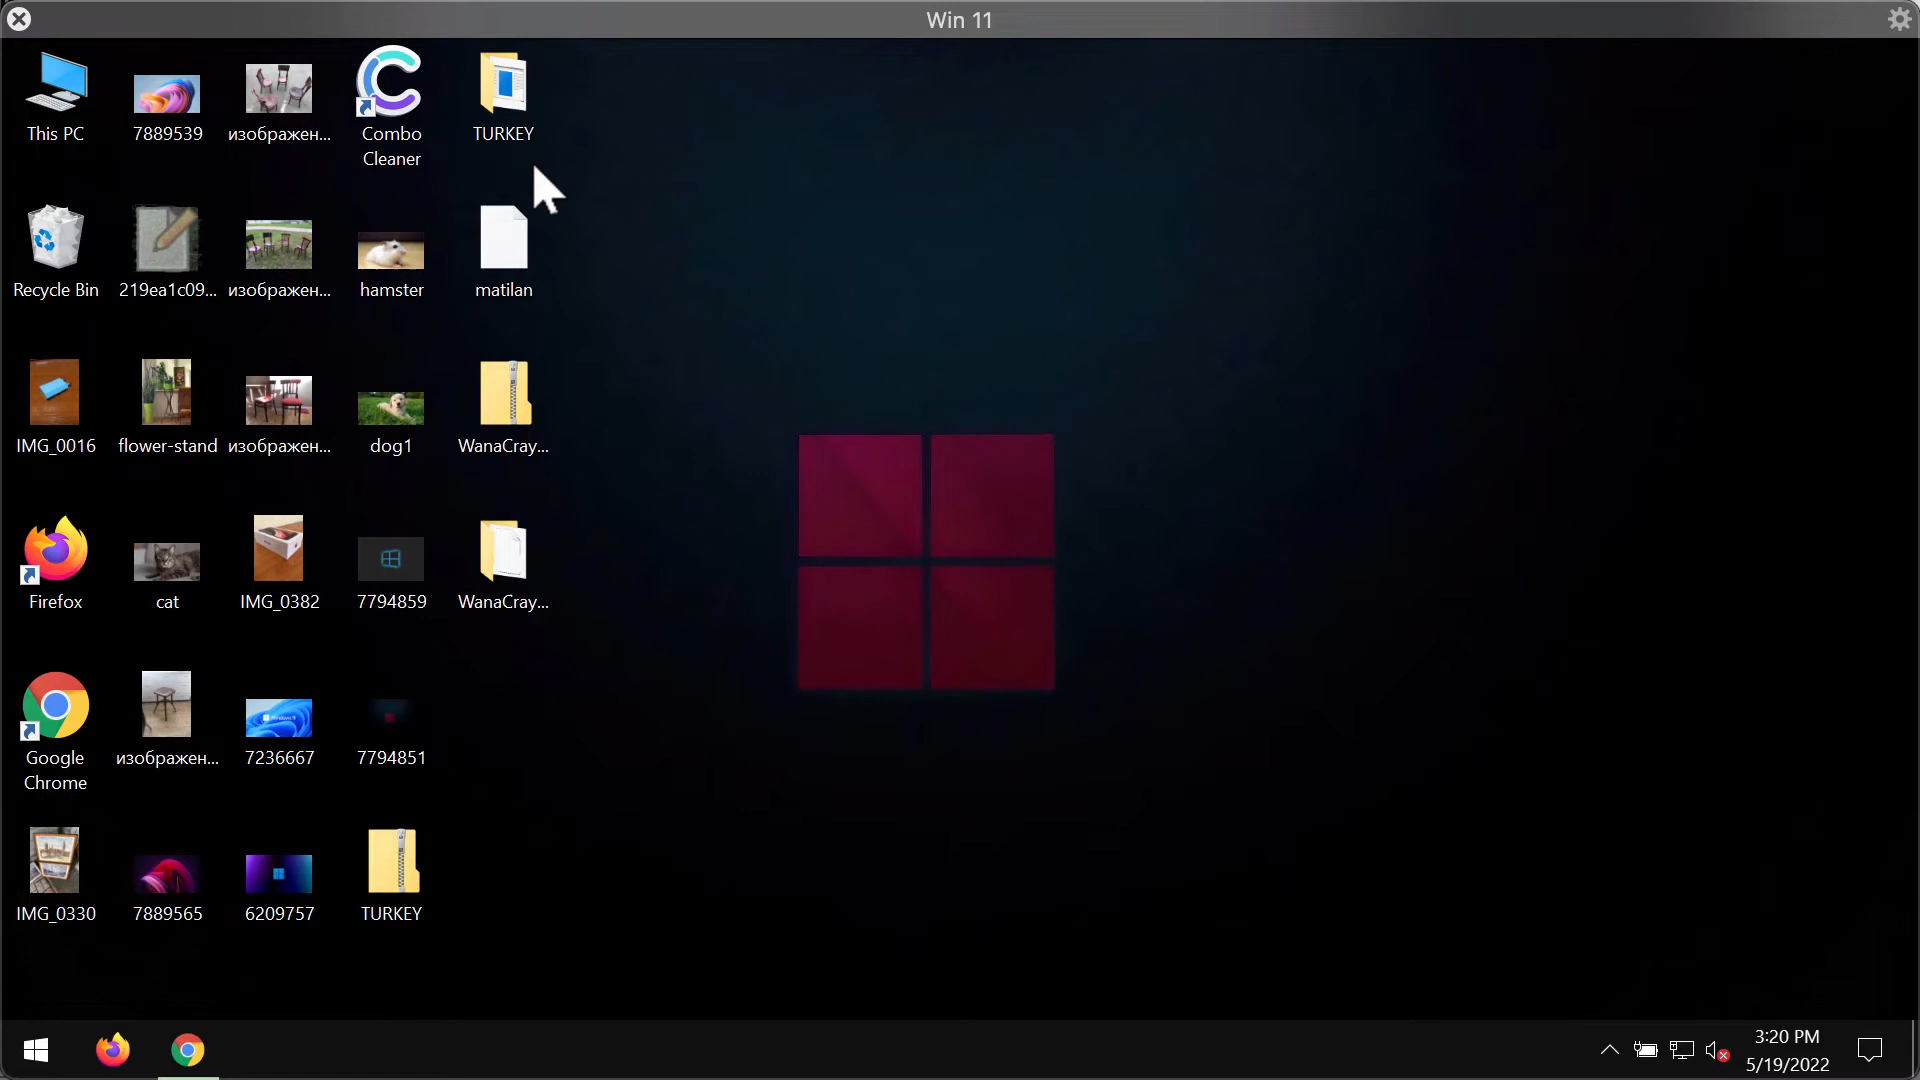 Win 11
This PC
7889539
изображен...
Combo
Cleaner
TURKEY
Recycle Bin
219ea1c09...
изображен...
hamster
matilan
IMG_0016
flower-stand
изображен...
dog1
WanaCray...
Firefox
cat
IMG_0382
7794859
WanaCray...
Google
Chrome
изображен...
7236667
7794851
IMG_0330
7889565
6209757
TURKEY
3:20 PM
5/19/2022